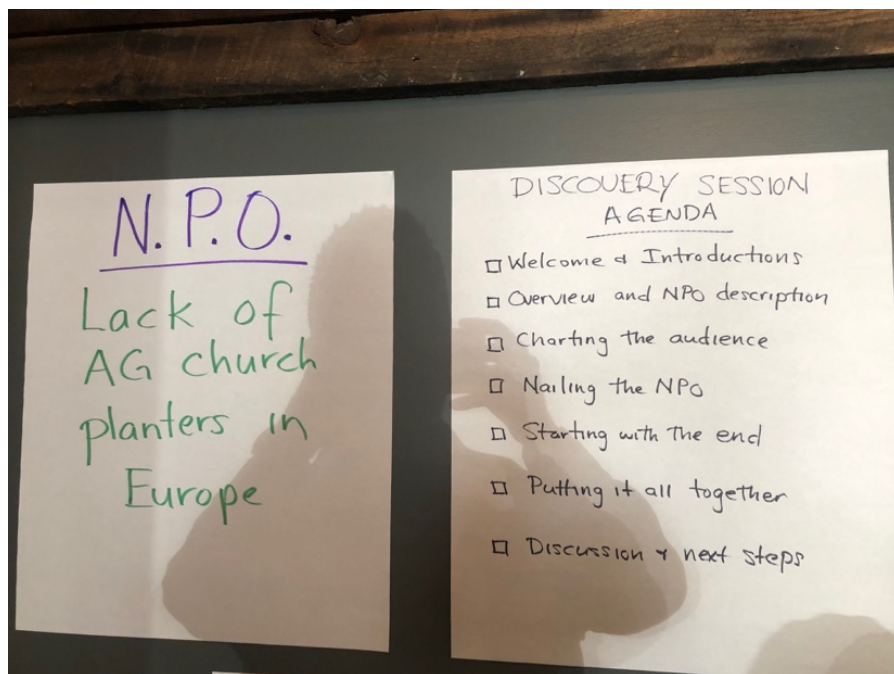 N.P.O.
Lack of
AG church
planters in
Europe
DISCOVERY SESSION
AGENDA
☐ Welcome & Introductions
☐ Overview and NPO description
☐ Charting the audience
☐ Nailing the NPO
☐ Starting with the end
☐ Putting it all together
☐ Discussion & next steps